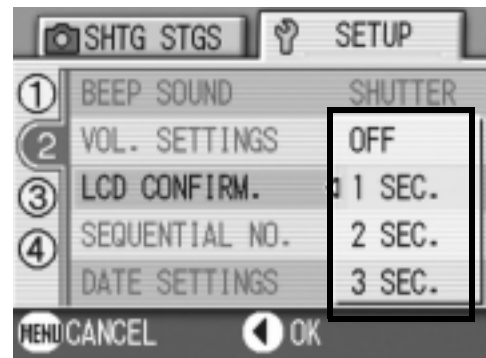 SHTG STGS SETUP
1 BEEP SOUND SHUTTER
2 VOL. SETTINGS OFF
3 LCD CONFIRM. 1 SEC.
4 SEQUENTIAL NO. 2 SEC.
DATE SETTINGS 3 SEC.
MENU CANCEL OK